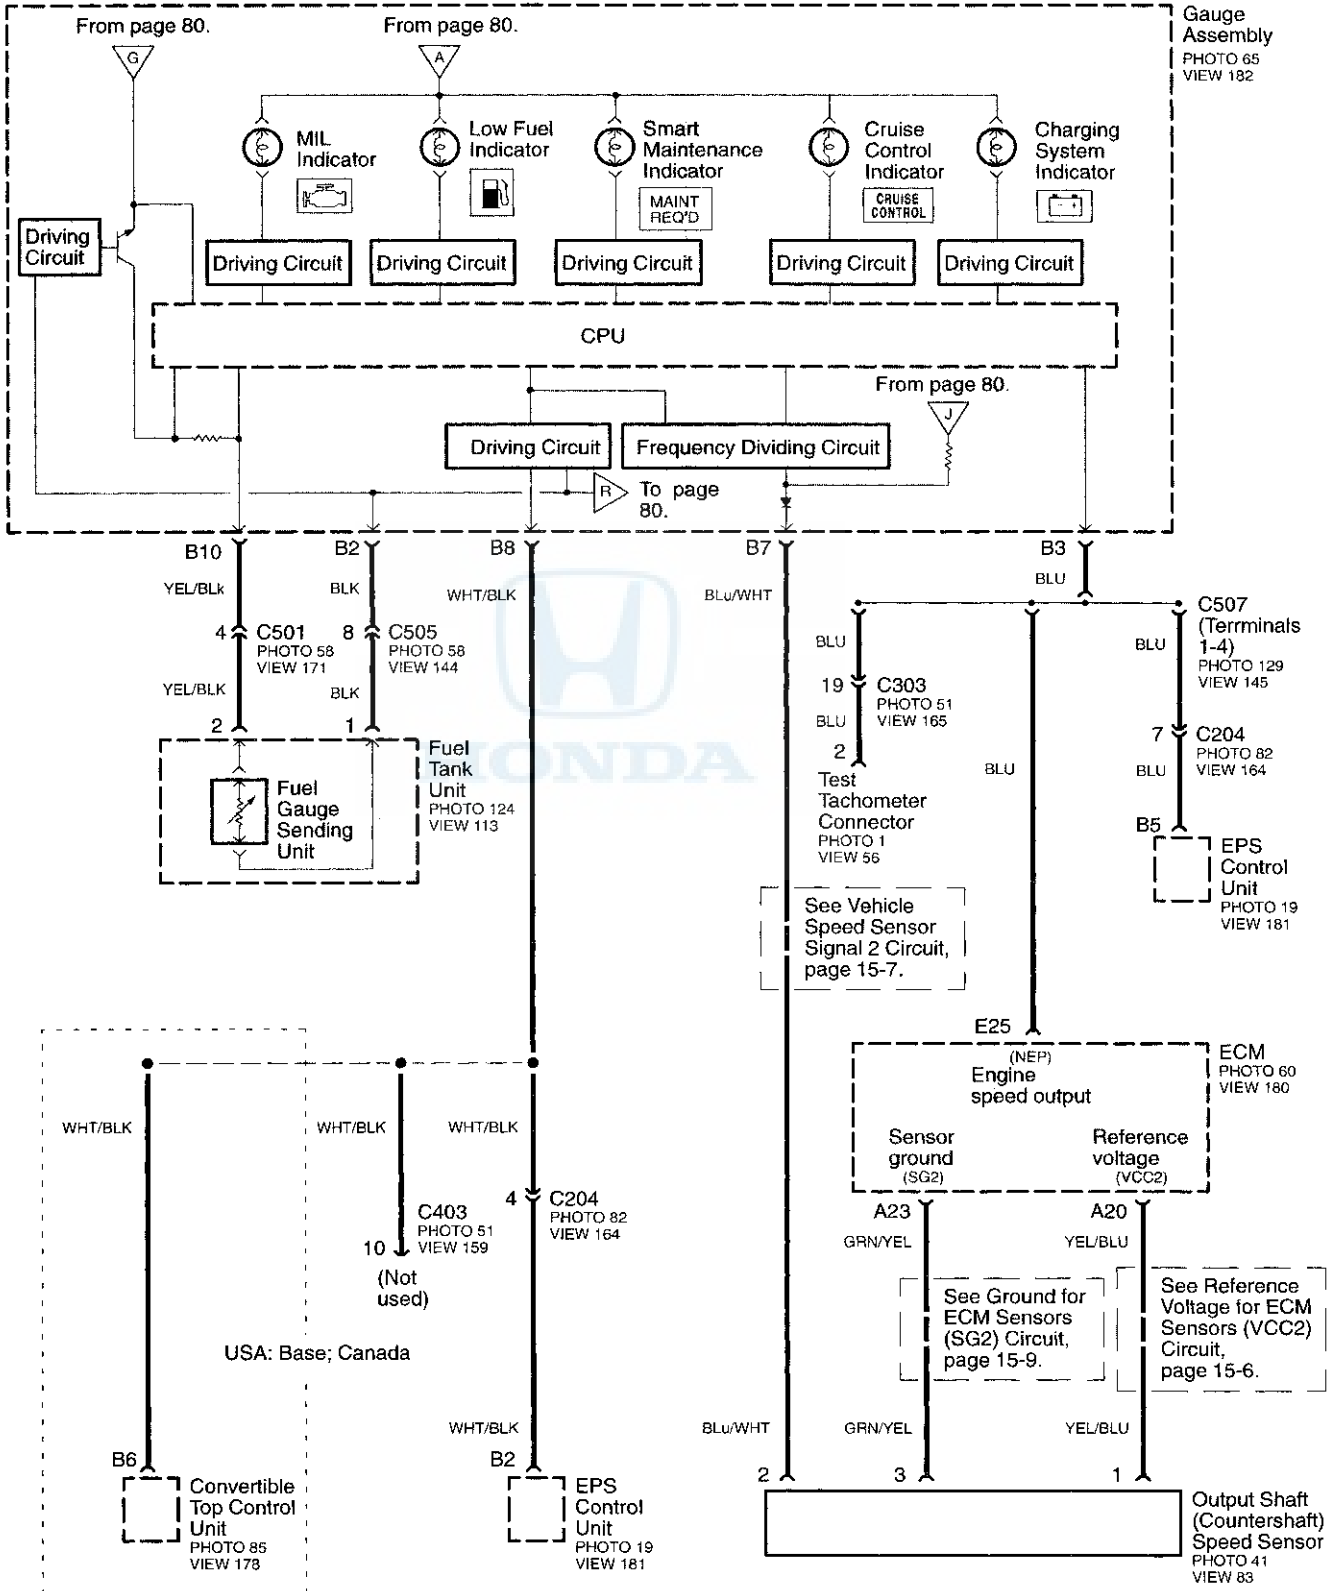 From page 80.
From page 80.
Gauge
Assembly
PHOTO 65
VIEW 182
G
A
MIL
Indicator
Low Fuel
Indicator
Smart
Maintenance
Indicator
MAINT
REQ'D
Cruise
Control
Indicator
CRUISE
CONTROL
Charging
System
Indicator
Driving
Circuit
Driving Circuit
Driving Circuit
Driving Circuit
Driving Circuit
Driving Circuit
CPU
From page 80.
J
Driving Circuit
Frequency Dividing Circuit
R
To page
80.
B10
B2
B8
B7
B3
YEL/BLk
BLK
WHT/BLK
BLu/WHT
BLU
4
C501
PHOTO 58
VIEW 171
8
C505
PHOTO 58
VIEW 144
C507
(Terrminals
1-4)
PHOTO 129
VIEW 145
BLU
BLU
YEL/BLK
BLK
19
C303
PHOTO 51
VIEW 165
BLU
2
1
2
7
C204
PHOTO 82
VIEW 164
BLU
BLU
HONDA
Fuel
Tank
Unit
PHOTO 124
VIEW 113
Fuel
Gauge
Sending
Unit
Test
Tachometer
Connector
PHOTO 1
VIEW 56
B5
EPS
Control
Unit
PHOTO 19
VIEW 181
See Vehicle
Speed Sensor
Signal 2 Circuit,
page 15-7.
E25
(NEP)
Engine
speed output
ECM
PHOTO 60
VIEW 180
Sensor
ground
(SG2)
Reference
voltage
(VCC2)
WHT/BLK
WHT/BLK
WHT/BLK
4
C204
PHOTO 82
VIEW 164
C403
PHOTO 51
VIEW 159
10
(Not
used)
A23
A20
GRN/YEL
YEL/BLU
See Ground for
ECM Sensors
(SG2) Circuit,
page 15-9.
See Reference
Voltage for ECM
Sensors (VCC2)
Circuit,
page 15-6.
USA: Base; Canada
WHT/BLK
BLu/WHT
GRN/YEL
YEL/BLU
B6
B2
2
3
1
Convertible
Top Control
Unit
PHOTO 85
VIEW 178
EPS
Control
Unit
PHOTO 19
VIEW 181
Output Shaft
(Countershaft)
Speed Sensor
PHOTO 41
VIEW 83